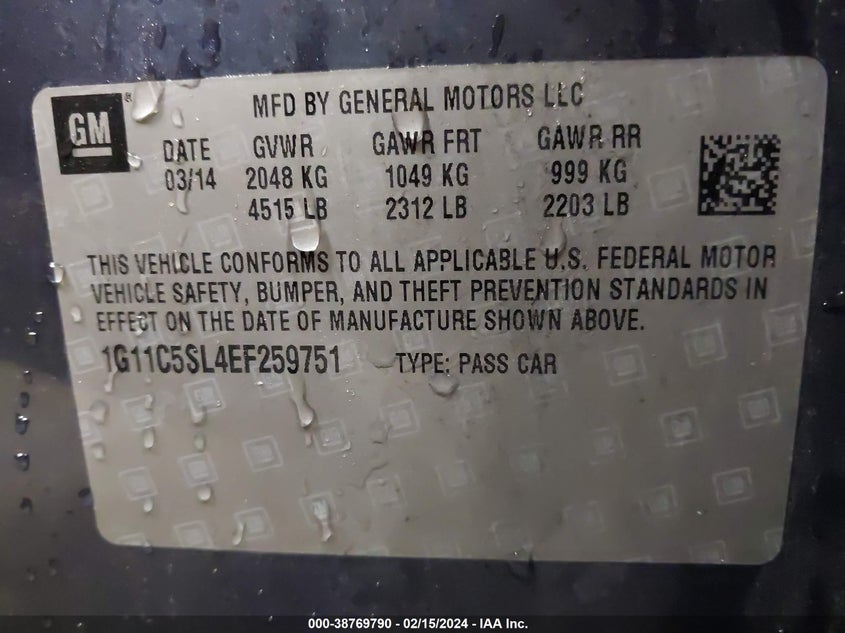 GM
MFD BY GENERAL MOTORS LLC
DATE GVWR GAWR FRT GAWR RR
03/14 2048 KG 1049 KG 999 KG
4515 LB 2312 LB 2203 LB
THIS VEHICLE CONFORMS TO ALL APPLICABLE U.S. FEDERAL MOTOR
VEHICLE SAFETY, BUMPER, AND THEFT PREVENTION STANDARDS IN
EFFECT ON THE DATE OF MANUFACTURE SHOWN ABOVE.
1G11C5SL4EF259751 TYPE: PASS CAR
000-38769790 - 02/15/2024 - IAA Inc.